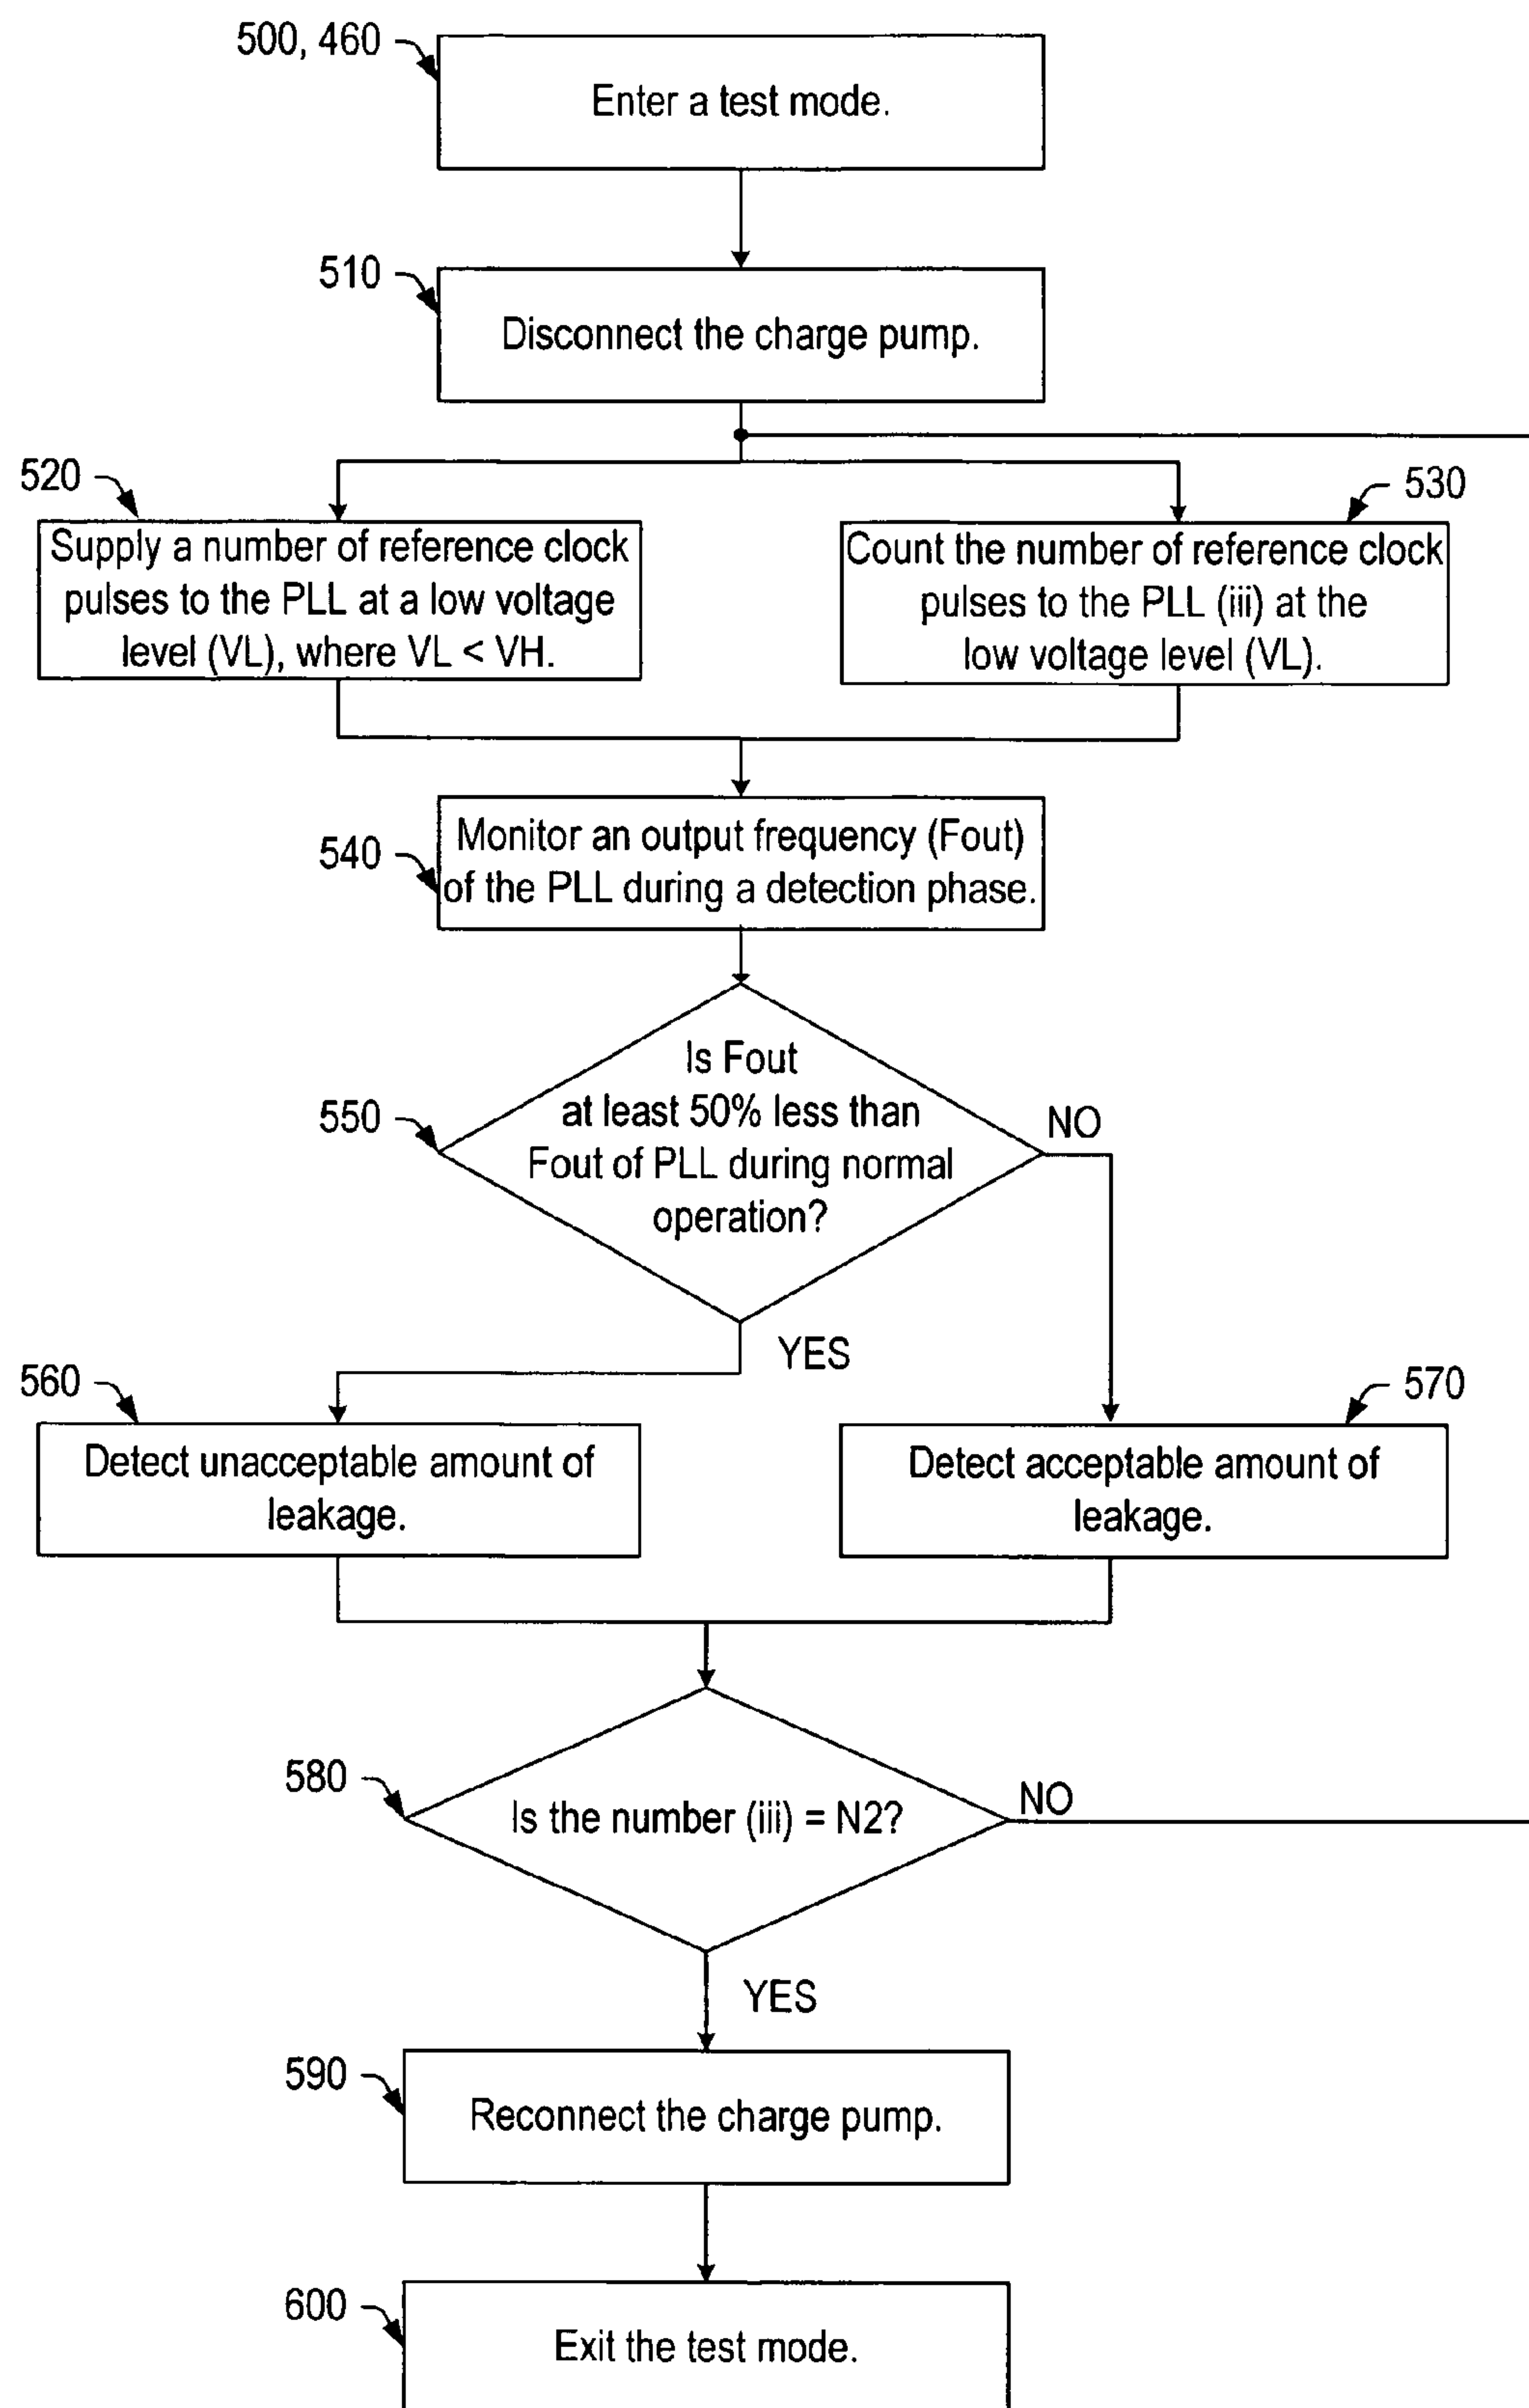 500, 460
Enter a test mode.
510
Disconnect the charge pump.
520
530
Supply a number of reference clock
pulses to the PLL at a low voltage
level (VL), where VL < VH.
Count the number of reference clock
pulses to the PLL (iii) at the
low voltage level (VL).
540
Monitor an output frequency (Fout)
of the PLL during a detection phase.
550
Is Fout
at least 50% less than
Fout of PLL during normal
operation?
NO
YES
560
570
Detect unacceptable amount of
leakage.
Detect acceptable amount of
leakage.
580
Is the number (iii) = N2?
NO
YES
590
Reconnect the charge pump.
600
Exit the test mode.